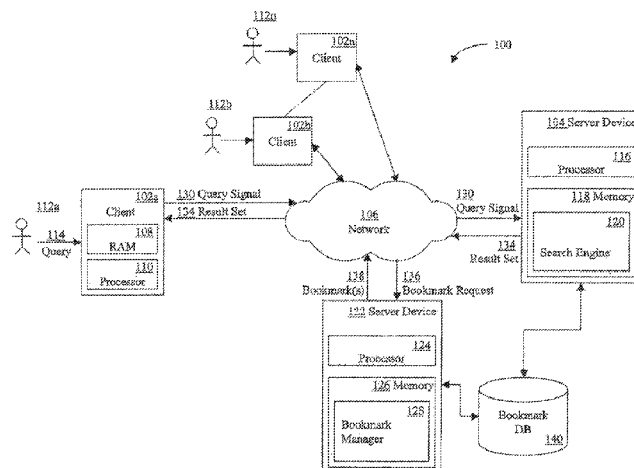 112n
102n
Client
100
112b
102b
Client
104 Server Device
116
Processor
118 Memory
120
Search Engine
112a
114
Query
102a
Client
108
RAM
110
Processor
130 Query Signal
134 Result Set
106
Network
130
Query Signal
134
Result Set
138
Bookmark(s)
136
Bookmark Request
122 Server Device
124
Processor
126 Memory
128
Bookmark
Manager
Bookmark
DB
140